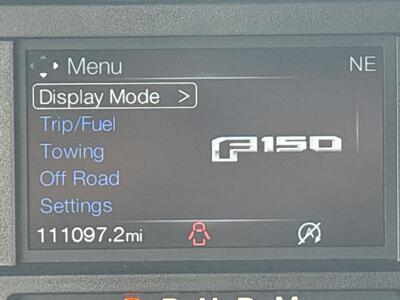 Menu NE
Display Mode >
Trip/Fuel
Towing
F150
Off Road
Settings
111097.2mi